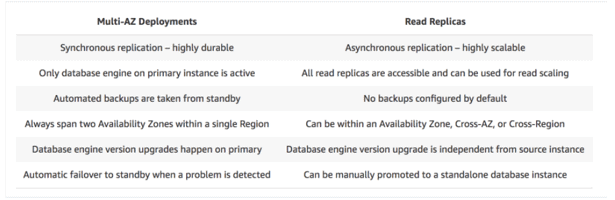 Multi-AZ Deployments Read Replicas
Synchronous replication – highly durable Asynchronous replication – highly scalable
Only database engine on primary instance is active All read replicas are accessible and can be used for read scaling
Automated backups are taken from standby No backups configured by default
Always span two Availability Zones within a single Region Can be within an Availability Zone, Cross-AZ, or Cross-Region
Database engine version upgrades happen on primary Database engine version upgrade is independent from source instance
Automatic failover to standby when a problem is detected Can be manually promoted to a standalone database instance